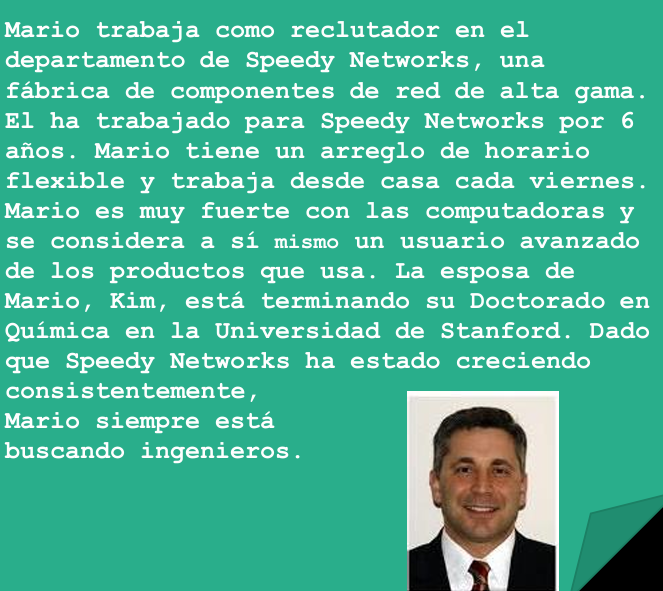 Mario trabaja como reclutador en el
departamento de Speedy Networks, una
fábrica de componentes de red de alta gama.
El ha trabajado para Speedy Networks por 6
años. Mario tiene un arreglo de horario
flexible y trabaja desde casa cada viernes.
Mario es muy fuerte con las computadoras y
se considera a sí mismo un usuario avanzado
de los productos que usa. La esposa de
Mario, Kim, está terminando su Doctorado en
Química en la Universidad de Stanford. Dado
que Speedy Networks ha estado creciendo
consistentemente,
Mario siempre está
buscando ingenieros.